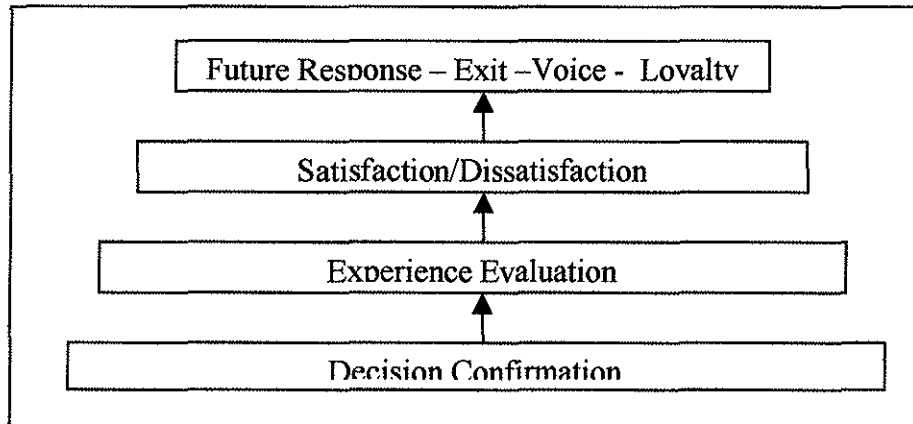 Future Response – Exit –Voice - Loyalty
Satisfaction/Dissatisfaction
Experience Evaluation
Decision Confirmation